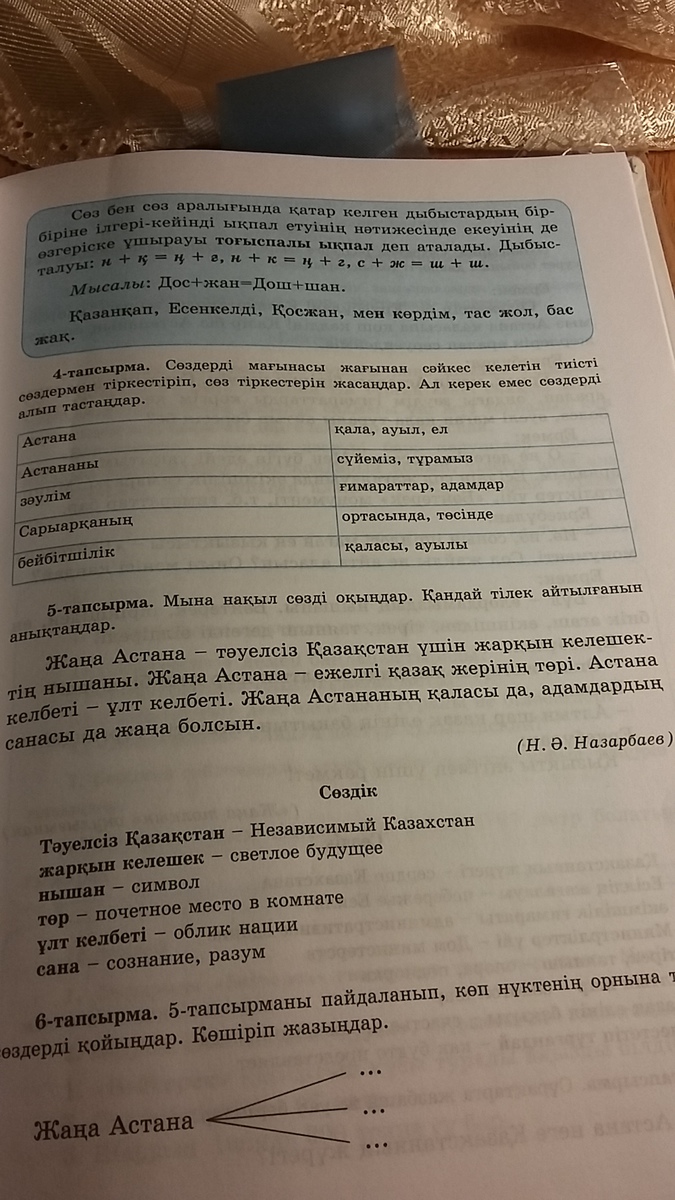 Сөз бен сөз аралығында қатар келген дыбыстардың бір-
біріне ілгері-кейінді ықпал етуінің нәтижесінде екеуінің де
өзгеріске ұшырауы тоғыспалы ықпал деп аталады. Дыбыс-
талуы: н + қ = ң + ғ, н + к = ң + г, с + ж = ш + ш.
Мысалы: Дос+жан=Дош+шан.
Қазанқап, Есенкелді, Қосжан, мен көрдім, тас жол, бас
жақ.
4-тапсырма. Сөздерді мағынасы жағынан сәйкес келетін тиісті
сөздермен тіркестіріп, сөз тіркестерін жасаңдар. Ал керек емес сөздерді
алып тастаңдар.
Астана қала, ауыл, ел
Астананы сүйеміз, тұрамыз
зәулім ғимараттар, адамдар
Сарыарқаның ортасында, төсінде
бейбітшілік қаласы, ауылы
5-тапсырма. Мына нақыл сөзді оқыңдар. Қандай тілек айтылғанын
анықтаңдар.
Жаңа Астана – тәуелсіз Қазақстан үшін жарқын келешек-
тің нышаны. Жаңа Астана – ежелгі қазақ жерінің төрі. Астана
келбеті – ұлт келбеті. Жаңа Астананың қаласы да, адамдардың
санасы да жаңа болсын.
(Н. Ә. Назарбаев)
Сөздік
Тәуелсіз Қазақстан – Независимый Казахстан
жарқын келешек – светлое будущее
нышан – символ
төр – почетное место в комнате
ұлт келбеті – облик нации
сана – сознание, разум
6-тапсырма. 5-тапсырманы пайдаланып, көп нүктенің орнына
сөздерді қойыңдар. Көшіріп жазыңдар.
...
Жаңа Астана ...
...